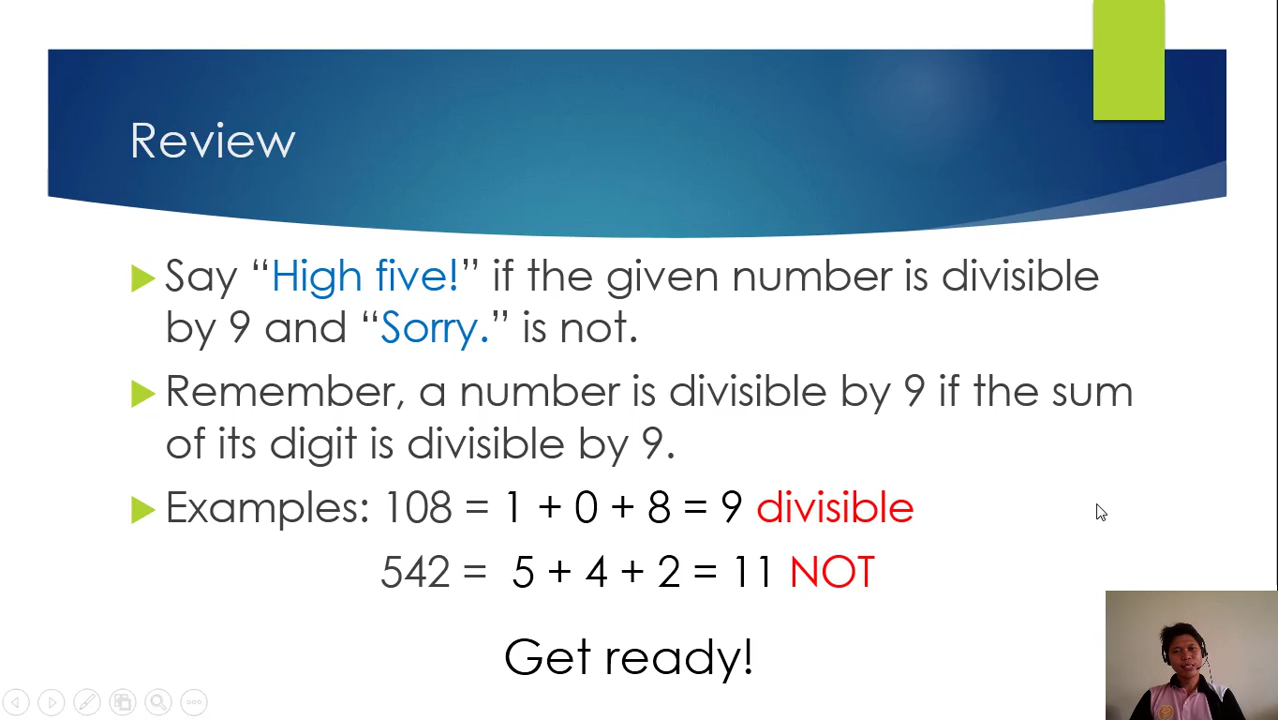 Review
Say “High five!” if the given number is divisible
by 9 and “Sorry.” is not.
Remember, a number is divisible by 9 if the sum
of its digit is divisible by 9.
Examples: 108 = 1 + 0 + 8 = 9 divisible
542 = 5 + 4 + 2 = 11 NOT
Get ready!